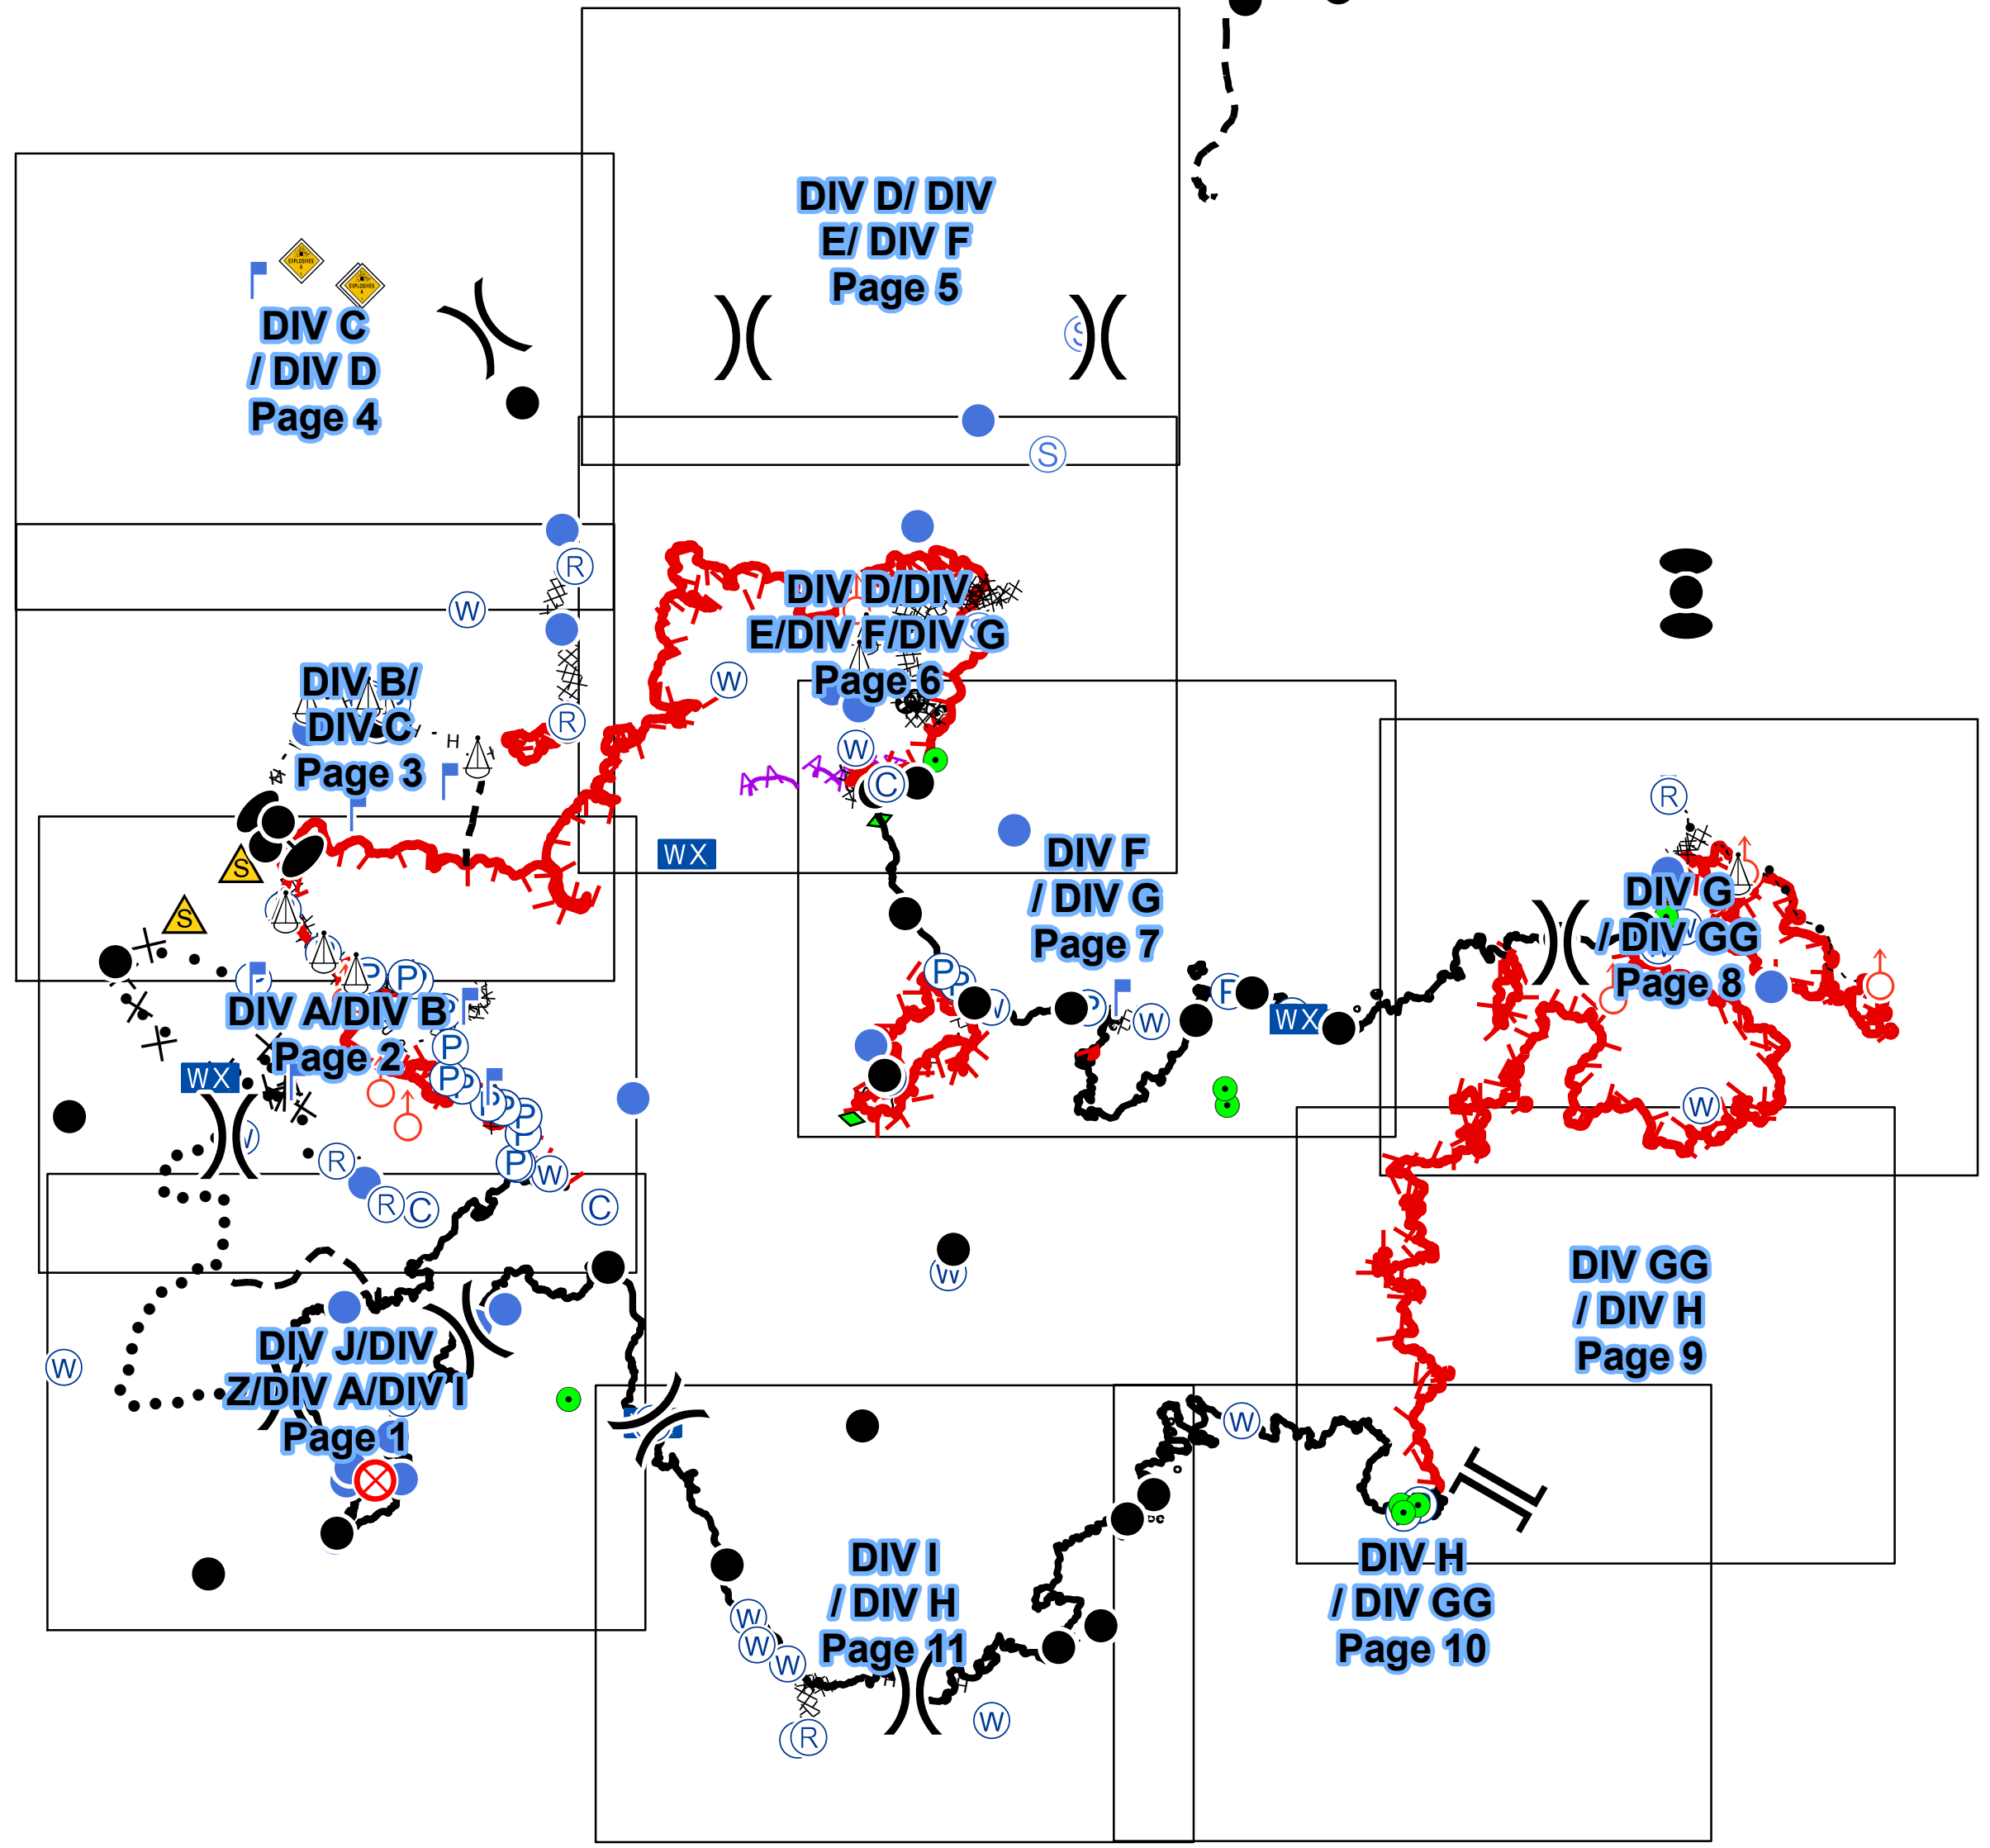 DIV D/ DIV
E/ DIV F
Page 5
EXPLOSIVES
A
EXPLOSIVES
A
DIV C
/ DIV D
Page 4
S
S
R
W
DIV D/DIV
E/DIV F/DIV G
Page 6
W
R
DIV B/
DIV C
Page 3
H
W
C
WX
R
DIV F
/ DIV G
Page 7
DIV G
/ DIV GG
Page 8
W
S
S
P
P
P
DIV A/DIV B
Page 2
P
P
W
P
W
F
WX
P
P
WX
W
P
P
P
P
P
R
W
R
C
C
W
DIV GG
/ DIV H
Page 9
DIV J/DIV
Z/DIV A/DIV I
Page 1
W
W
DIV I
/ DIV H
Page 11
W
W
W
R
W
DIV H
/ DIV GG
Page 10